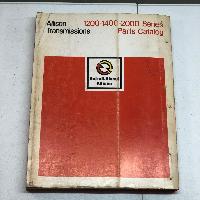 Allison
Transmissions
1200-1400-2000 Series
Parts Catalog
Detroit Diesel
Allison